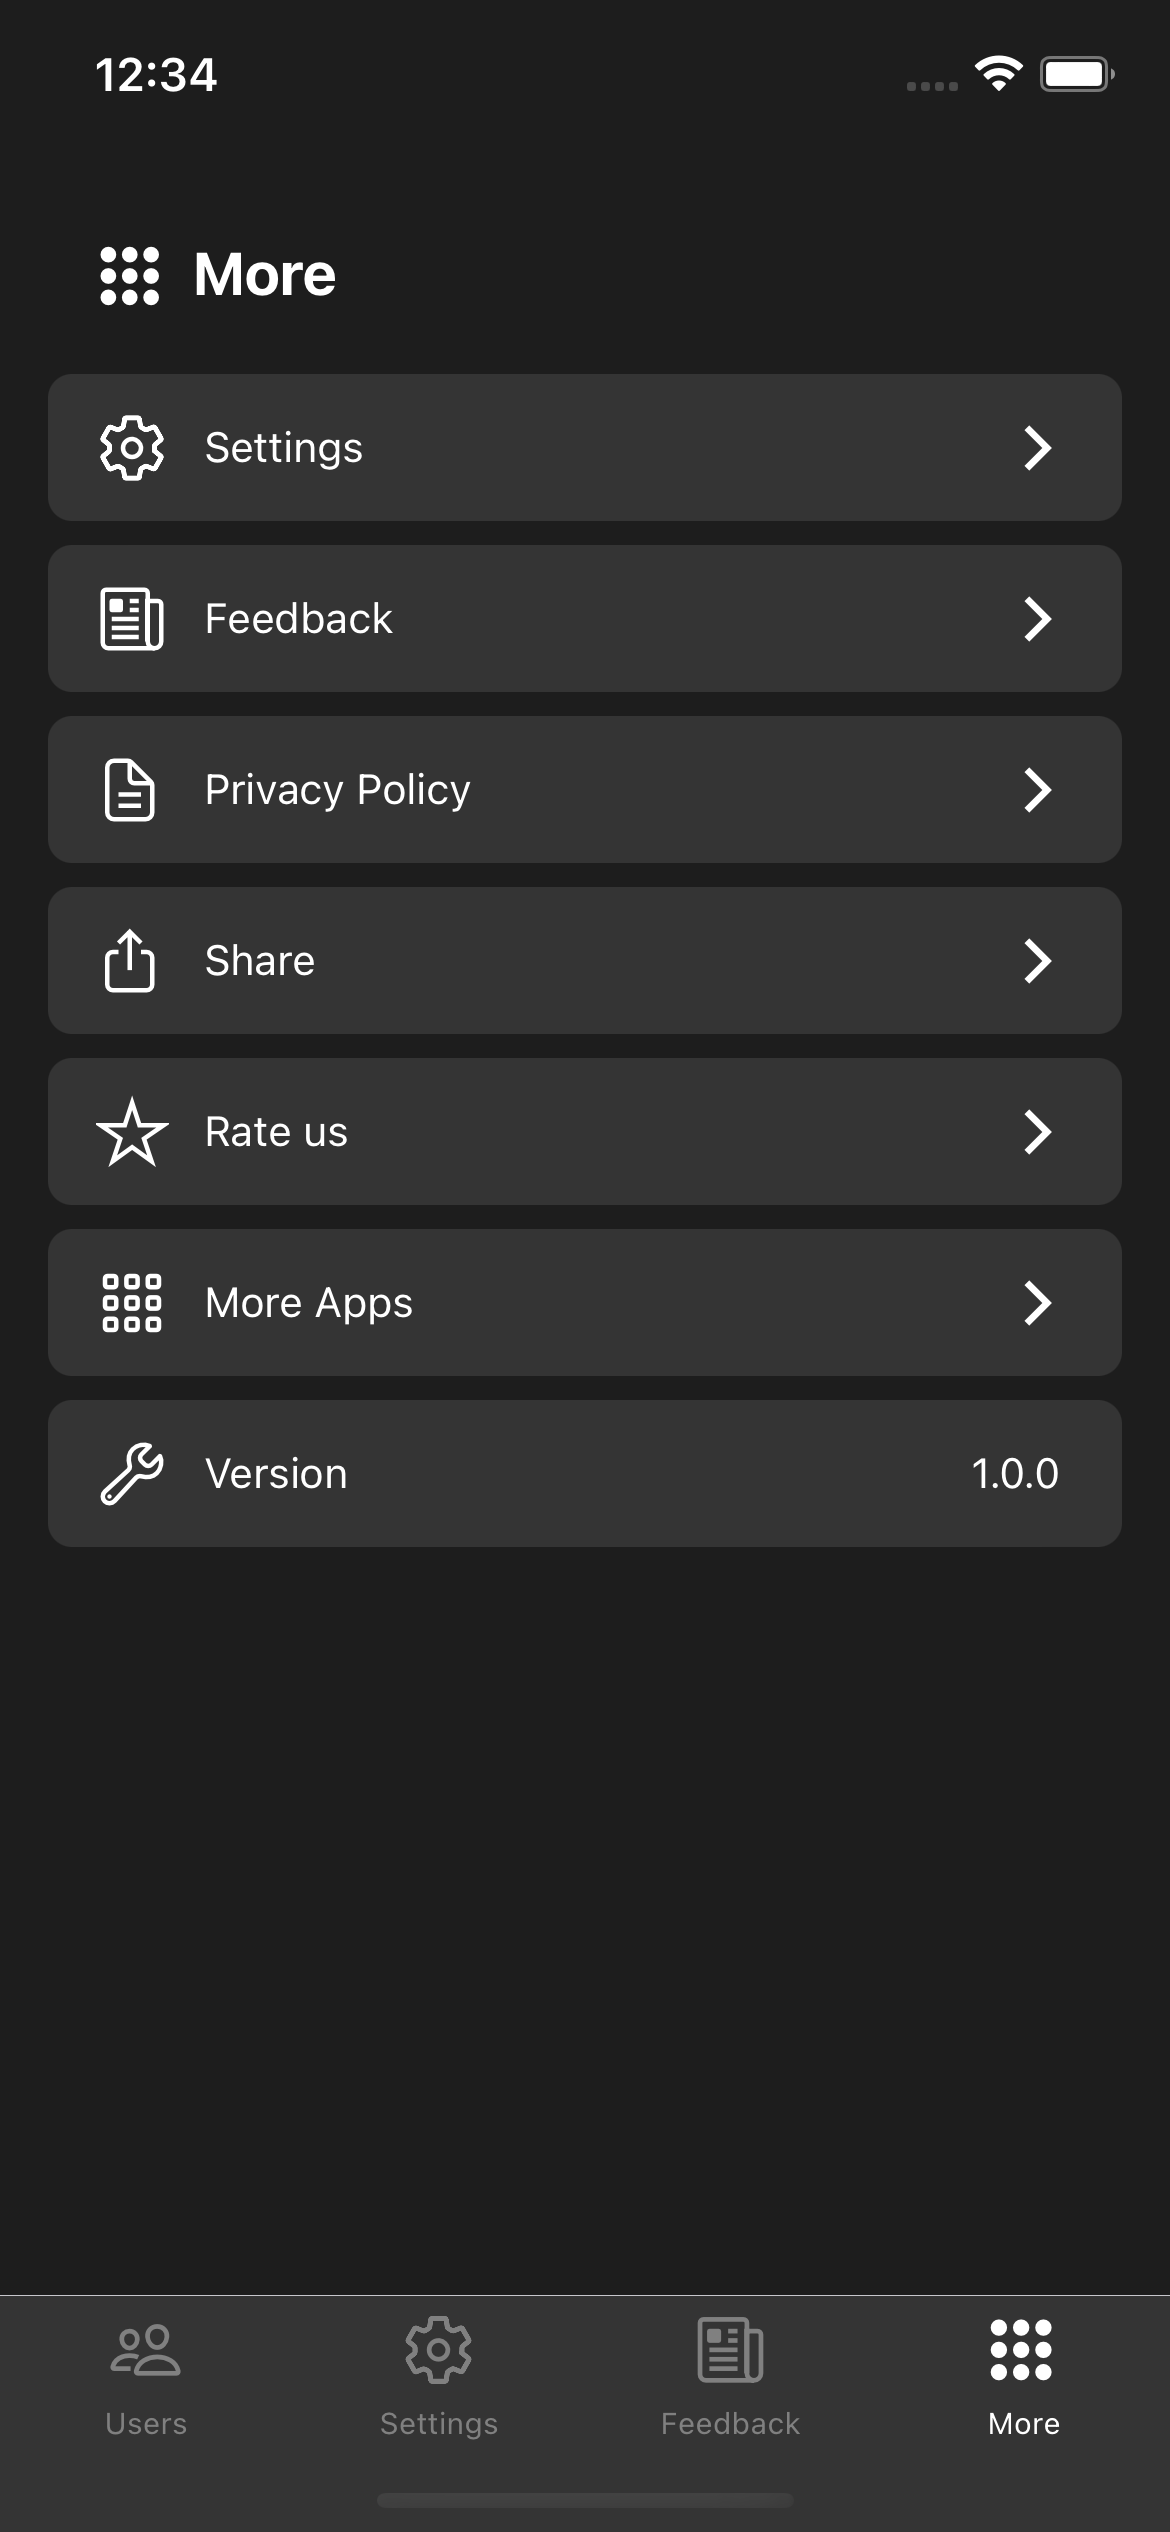 12:34
More
Settings
Feedback
Privacy Policy
Share
Rate us
More Apps
Version 1.0.0
Users Settings Feedback More